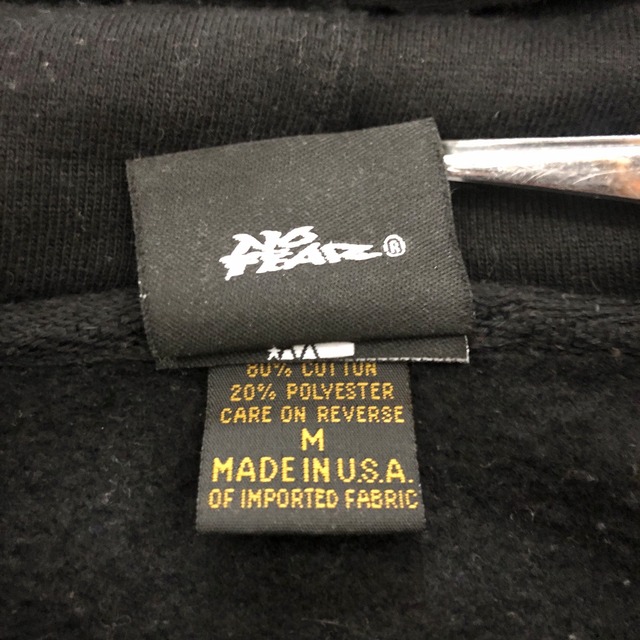 NO
FEAR®
80% COTTON
20% POLYESTER
CARE ON REVERSE
M
MADE IN U.S.A.
OF IMPORTED FABRIC